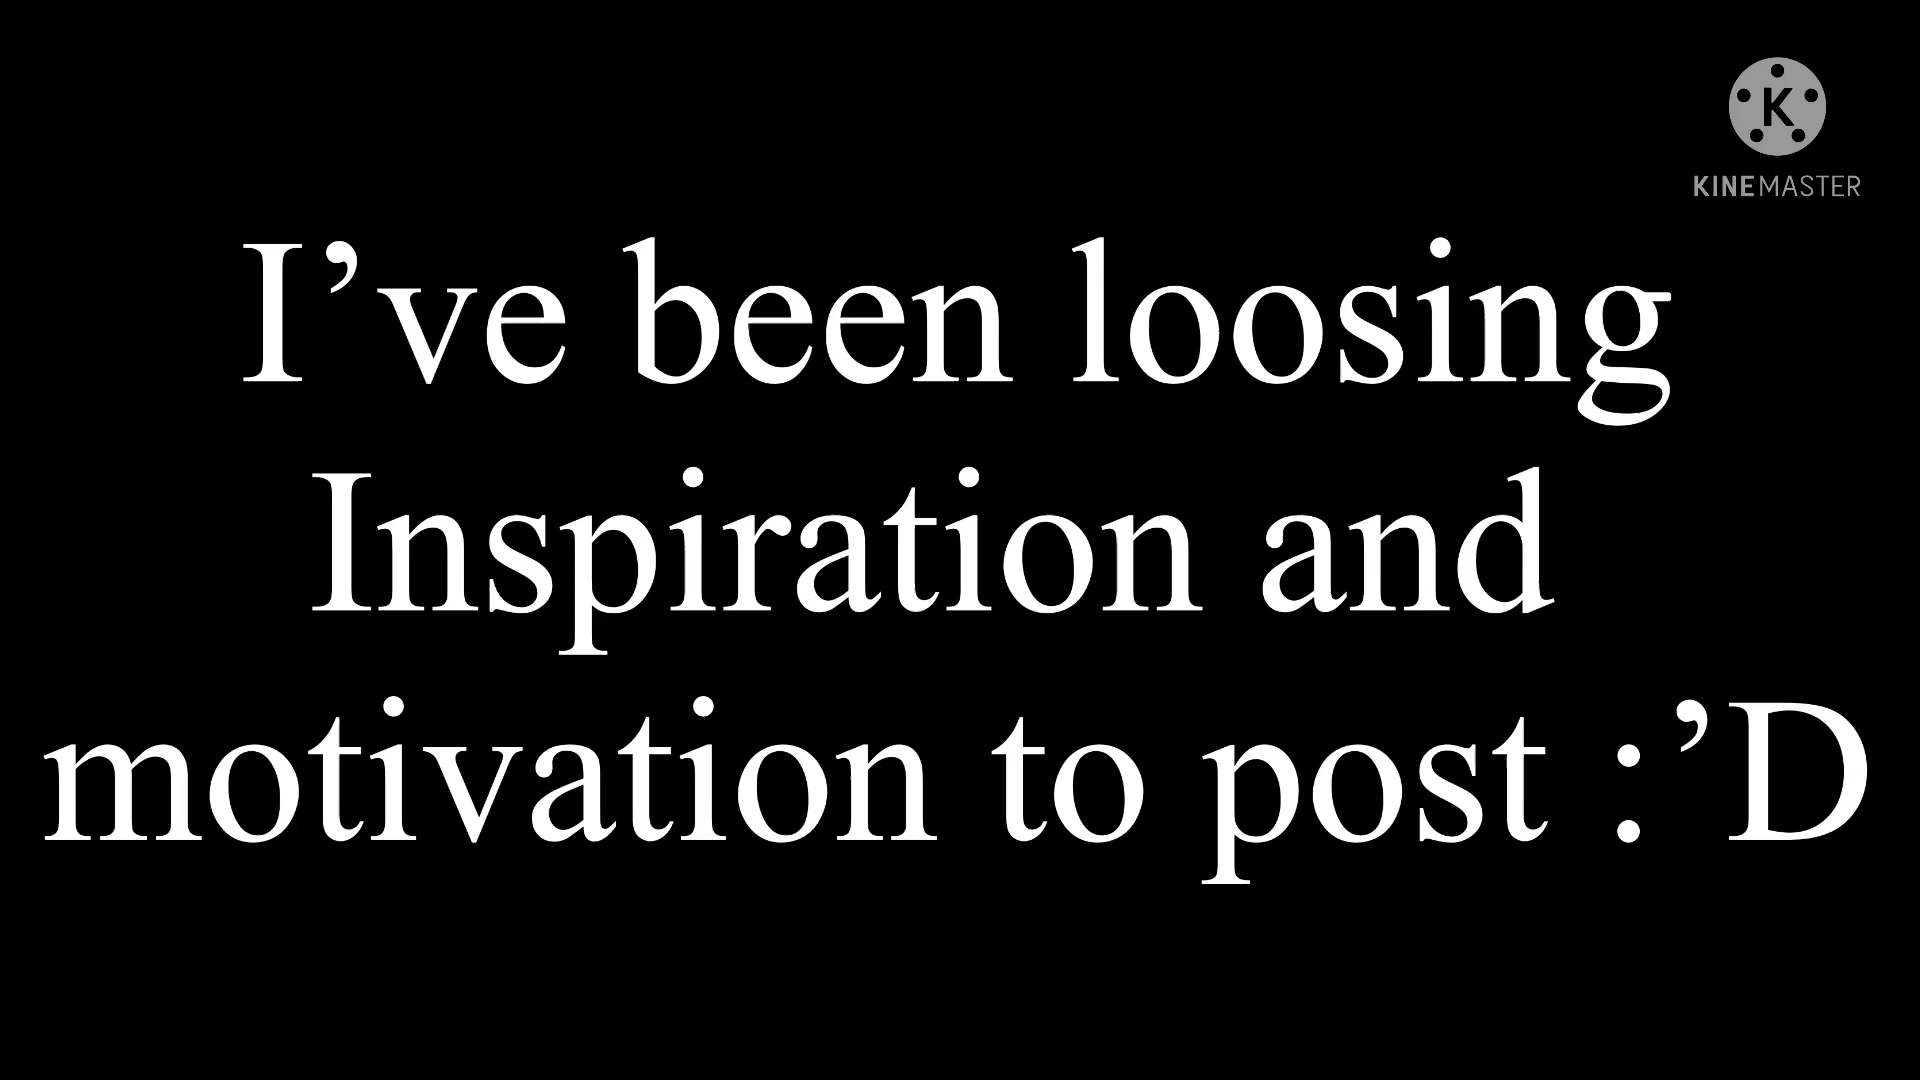 K
KINEMASTER
I’ve been loosing
Inspiration and
motivation to post :’D